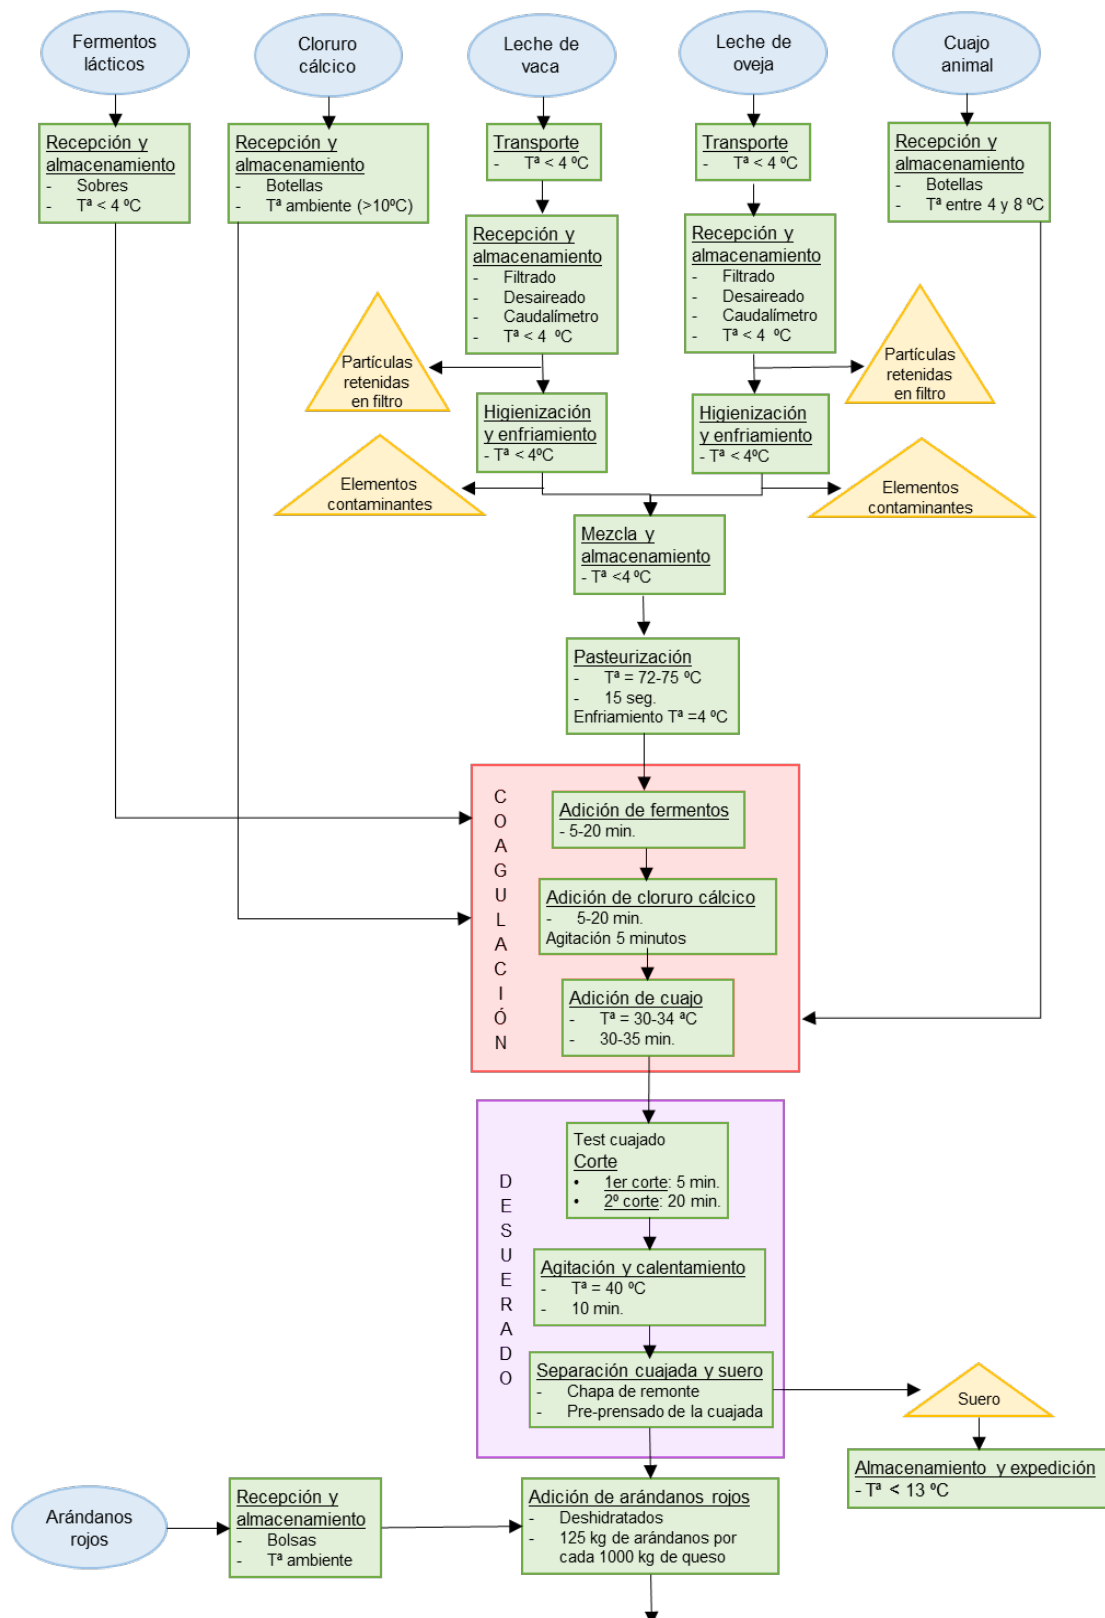 Fermentos
lácticos
Cloruro
cálcico
Leche de
vaca
Leche de
oveja
Cuajo
animal
Recepción y
almacenamiento
- Sobres
- Tª < 4 ºC
Recepción y
almacenamiento
- Botellas
- Tª ambiente (>10ºC)
Transporte
- Tª < 4 ºC
Transporte
- Tª < 4 ºC
Recepción y
almacenamiento
- Botellas
- Tª entre 4 y 8 ºC
Recepción y
almacenamiento
- Filtrado
- Desaireado
- Caudalímetro
- Tª < 4 ºC
Recepción y
almacenamiento
- Filtrado
- Desaireado
- Caudalímetro
- Tª < 4 ºC
Partículas
retenidas
en filtro
Partículas
retenidas
en filtro
Higienización
y enfriamiento
- Tª < 4ºC
Higienización
y enfriamiento
- Tª < 4ºC
Elementos
contaminantes
Elementos
contaminantes
Mezcla y
almacenamiento
- Tª <4 ºC
Pasteurización
- Tª = 72-75 ºC
- 15 seg.
Enfriamiento Tª =4 ºC
COAGULACIÓN
Adición de fermentos
- 5-20 min.
Adición de cloruro cálcico
- 5-20 min.
Agitación 5 minutos
Adición de cuajo
- Tª = 30-34 ªC
- 30-35 min.
DESUERADO
Test cuajado
Corte
• 1er corte: 5 min.
• 2º corte: 20 min.
Agitación y calentamiento
- Tª = 40 ºC
- 10 min.
Separación cuajada y suero
- Chapa de remonte
- Pre-prensado de la cuajada
Suero
Almacenamiento y expedición
- Tª < 13 ºC
Arándanos
rojos
Recepción y
almacenamiento
- Bolsas
- Tª ambiente
Adición de arándanos rojos
- Deshidratados
- 125 kg de arándanos por
cada 1000 kg de queso